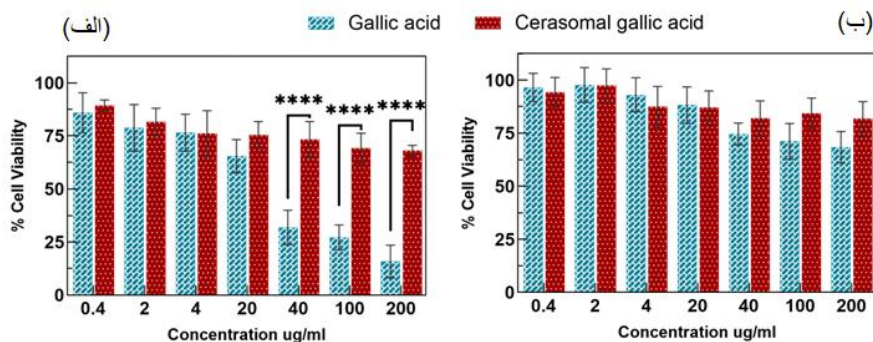 (الف)
Gallic acid
Cerasomal gallic acid
(ب)
% Cell Viability
100
75
50
25
0
****
****
****
0.4 2 4 20 40 100 200
Concentration ug/ml
% Cell Viability
100
75
50
25
0
0.4 2 4 20 40 100 200
Concentration ug/ml